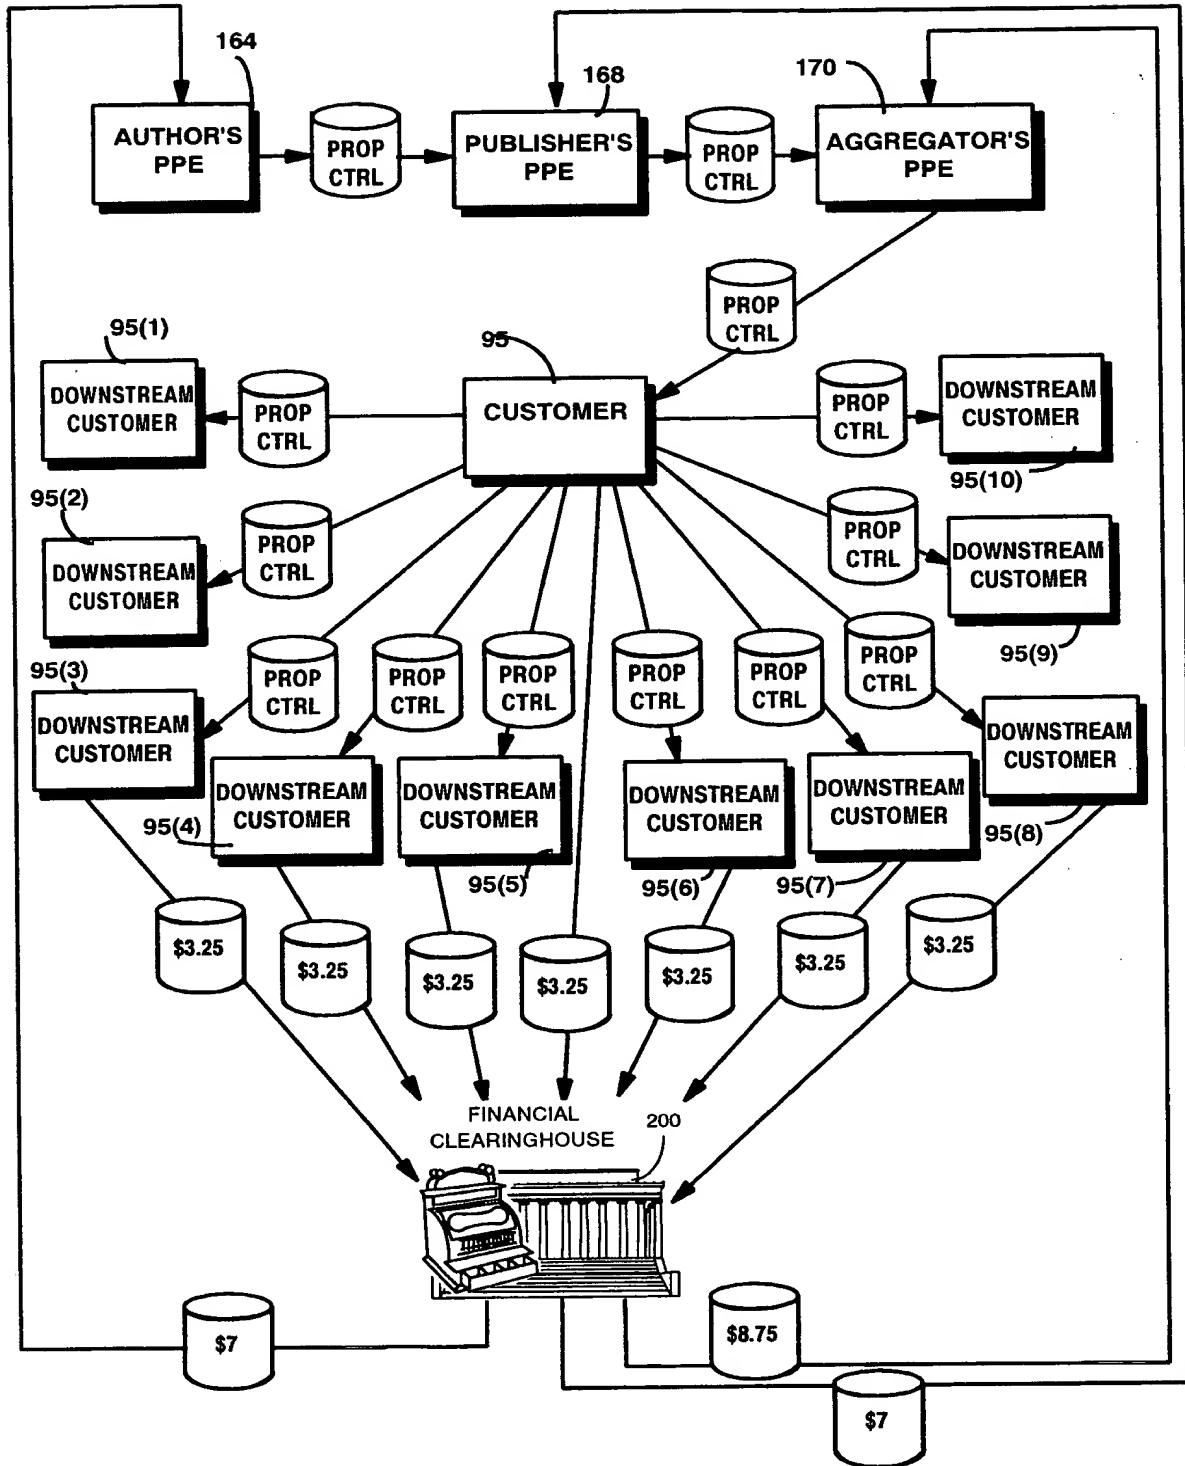 164
168
170
AUTHOR'S
PPE
PROP
CTRL
PUBLISHER'S
PPE
PROP
CTRL
AGGREGATOR'S
PPE
PROP
CTRL
95(1)
95
DOWNSTREAM
CUSTOMER
PROP
CTRL
CUSTOMER
PROP
CTRL
DOWNSTREAM
CUSTOMER
95(10)
95(2)
DOWNSTREAM
CUSTOMER
PROP
CTRL
PROP
CTRL
DOWNSTREAM
CUSTOMER
95(9)
95(3)
DOWNSTREAM
CUSTOMER
PROP
CTRL
PROP
CTRL
PROP
CTRL
PROP
CTRL
PROP
CTRL
PROP
CTRL
DOWNSTREAM
CUSTOMER
95(8)
DOWNSTREAM
CUSTOMER
95(4)
DOWNSTREAM
CUSTOMER
95(5)
DOWNSTREAM
CUSTOMER
95(6)
DOWNSTREAM
CUSTOMER
95(7)
$3.25
$3.25
$3.25
$3.25
$3.25
$3.25
$3.25
FINANCIAL
CLEARINGHOUSE
200
$7
$8.75
$7